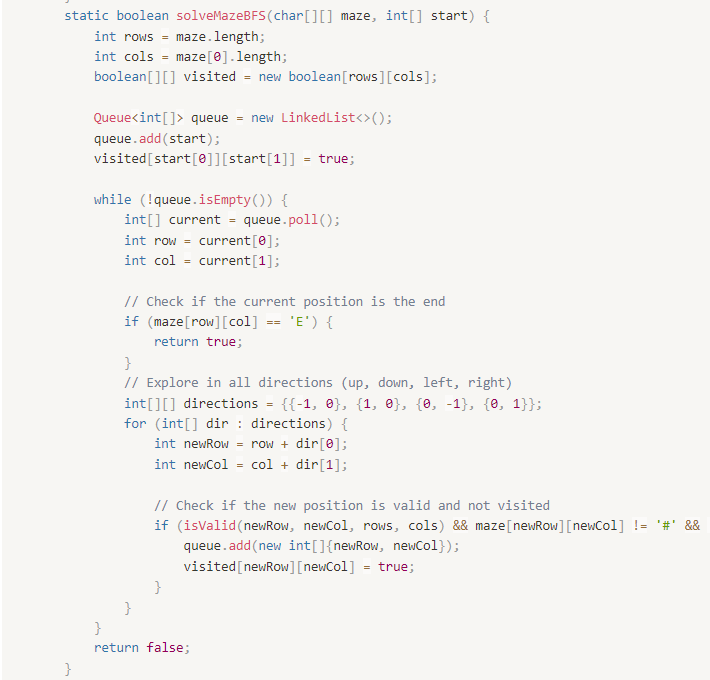 static boolean solveMazeBFS(char[][] maze, int[] start) {
int rows = maze.length;
int cols = maze[0].length;
boolean[][] visited = new boolean[rows][cols];
Queue<int[]> queue = new LinkedList<>();
queue.add(start);
visited[start[0]][start[1]] = true;
while (!queue.isEmpty()) {
int[] current = queue.poll();
int row = current[0];
int col = current[1];
// Check if the current position is the end
if (maze[row][col] == 'E') {
return true;
}
// Explore in all directions (up, down, left, right)
int[][] directions = {{-1, 0}, {1, 0}, {0, -1}, {0, 1}};
for (int[] dir : directions) {
int newRow = row + dir[0];
int newCol = col + dir[1];
// Check if the new position is valid and not visited
if (isValid(newRow, newCol, rows, cols) && maze[newRow][newCol] != '#' &&
queue.add(new int[]{newRow, newCol});
visited[newRow][newCol] = true;
}
}
}
return false;
}